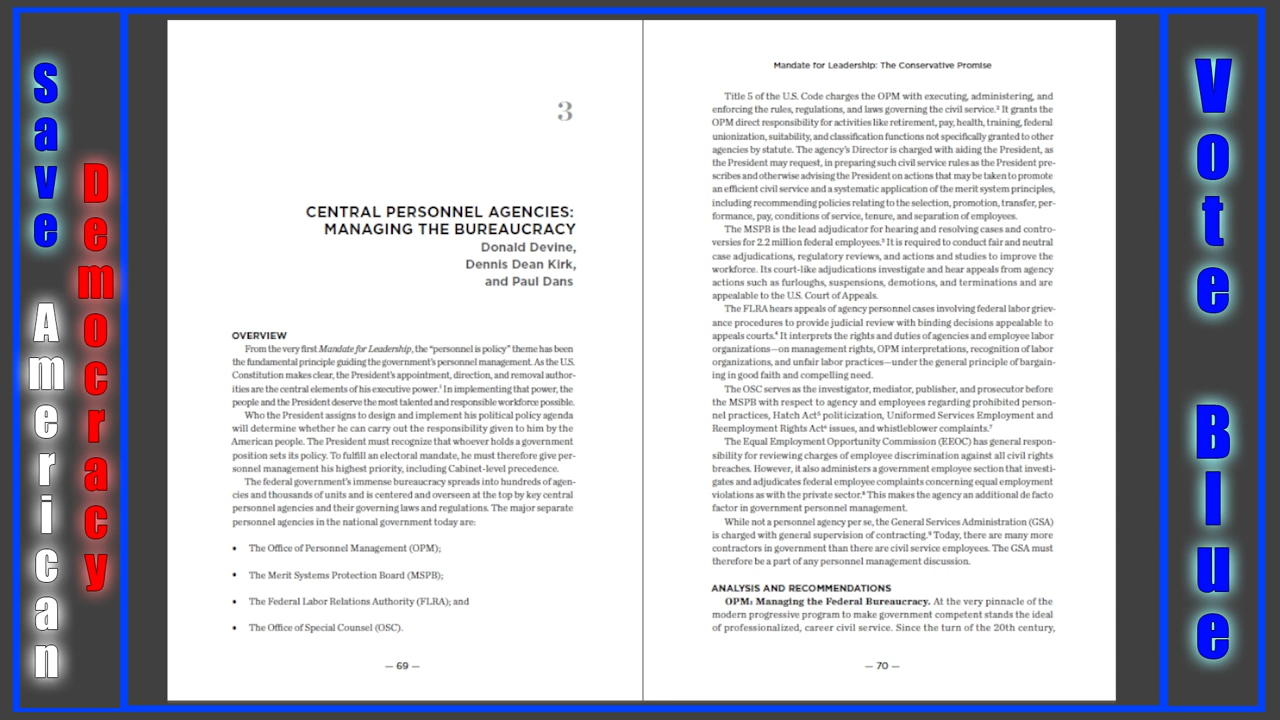 Save
American
Democracy
3
CENTRAL PERSONNEL AGENCIES:
MANAGING THE BUREAUCRACY
Donald Devine,
Dennis Dean Kirk,
and Paul Dans
OVERVIEW
From the very first Mandate for Leadership, the “personnel is policy” theme has been
the fundamental principle guiding the government’s personnel management. As the U.S.
Constitution makes clear, the President’s appointment, direction, and removal author-
ities are the central elements of his executive power.¹ In implementing that power, the
people and the President deserve the most talented and responsible workforce possible.
Who the President assigns to design and implement his political policy agenda
will determine whether he can carry out the responsibility given to him by the
American people. The President must recognize that whoever holds a government
position sets its policy. To fulfill an electoral mandate, he must therefore give per-
sonnel management his highest priority, including Cabinet-level precedence.
The federal government’s immense bureaucracy spreads into hundreds of agen-
cies and thousands of units and is centered and overseen at the top by key central
personnel agencies and their governing laws and regulations. The major separate
personnel agencies in the national government today are:
• The Office of Personnel Management (OPM);
• The Merit Systems Protection Board (MSPB);
• The Federal Labor Relations Authority (FLRA); and
• The Office of Special Counsel (OSC).
— 69 —
Mandate for Leadership: The Conservative Promise
Title 5 of the U.S. Code charges the OPM with executing, administering, and
enforcing the rules, regulations, and laws governing the civil service.² It grants the
OPM direct responsibility for activities like retirement, pay, health, training, federal
unionization, suitability, and classification functions not specifically granted to other
agencies by statute. The agency’s Director is charged with aiding the President, as
the President may request, in preparing such civil service rules as the President pre-
scribes and otherwise advising the President on actions that may be taken to promote
an efficient civil service and a systematic application of the merit system principles,
including recommending policies relating to the selection, promotion, transfer, per-
formance, pay, conditions of service, tenure, and separation of employees.
The MSPB is the lead adjudicator for hearing and resolving cases and contro-
versies for 2.2 million federal employees.³ It is required to conduct fair and neutral
case adjudications, regulatory reviews, and actions and studies to improve the
workforce. Its court-like adjudications investigate and hear appeals from agency
actions such as furloughs, suspensions, demotions, and terminations and are
appealable to the U.S. Court of Appeals.
The FLRA hears appeals of agency personnel cases involving federal labor griev-
ance procedures to provide judicial review with binding decisions appealable to
appeals courts.⁴ It interprets the rights and duties of agencies and employee labor
organizations—on management rights, OPM interpretations, recognition of labor
organizations, and unfair labor practices—under the general principle of bargain-
ing in good faith and compelling need.
The OSC serves as the investigator, mediator, publisher, and prosecutor before
the MSPB with respect to agency and employees regarding prohibited person-
nel practices, Hatch Act⁵ politicization, Uniformed Services Employment and
Reemployment Rights Act⁶ issues, and whistleblower complaints.⁷
The Equal Employment Opportunity Commission (EEOC) has general respon-
sibility for reviewing charges of employee discrimination against all civil rights
breaches. However, it also administers a government employee section that investi-
gates and adjudicates federal employee complaints concerning equal employment
violations as with the private sector.⁸ This makes the agency an additional de facto
factor in government personnel management.
While not a personnel agency per se, the General Services Administration (GSA)
is charged with general supervision of contracting.⁹ Today, there are many more
contractors in government than there are civil service employees. The GSA must
therefore be a part of any personnel management discussion.
ANALYSIS AND RECOMMENDATIONS
OPM: Managing the Federal Bureaucracy. At the very pinnacle of the
modern progressive program to make government competent stands the ideal
of professionalized, career civil service. Since the turn of the 20th century,
— 70 —
Vote
Blue